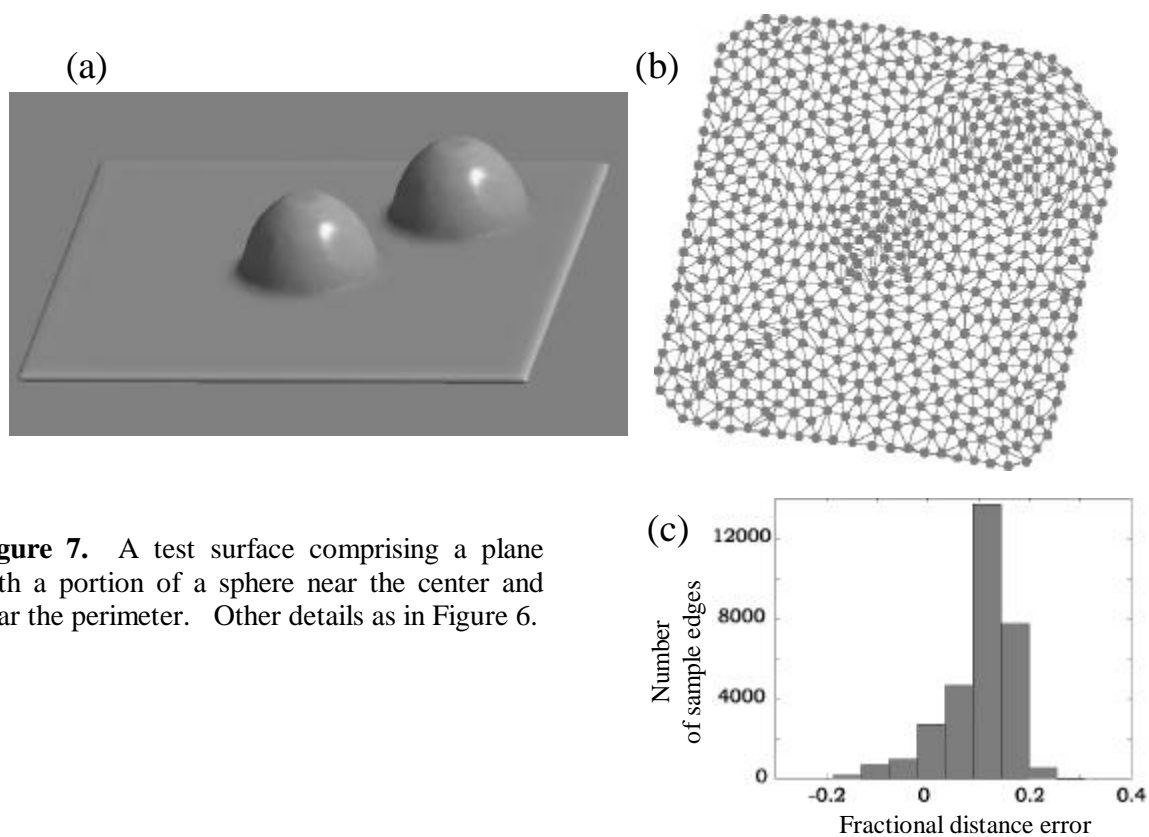 (a)
(b)
gure 7. A test surface comprising a plane
th a portion of a sphere near the center and
ar the perimeter. Other details as in Figure 6.
(c)
Number
of sample edges
12000
8000
4000
0
-0.2 0 0.2 0.4
Fractional distance error